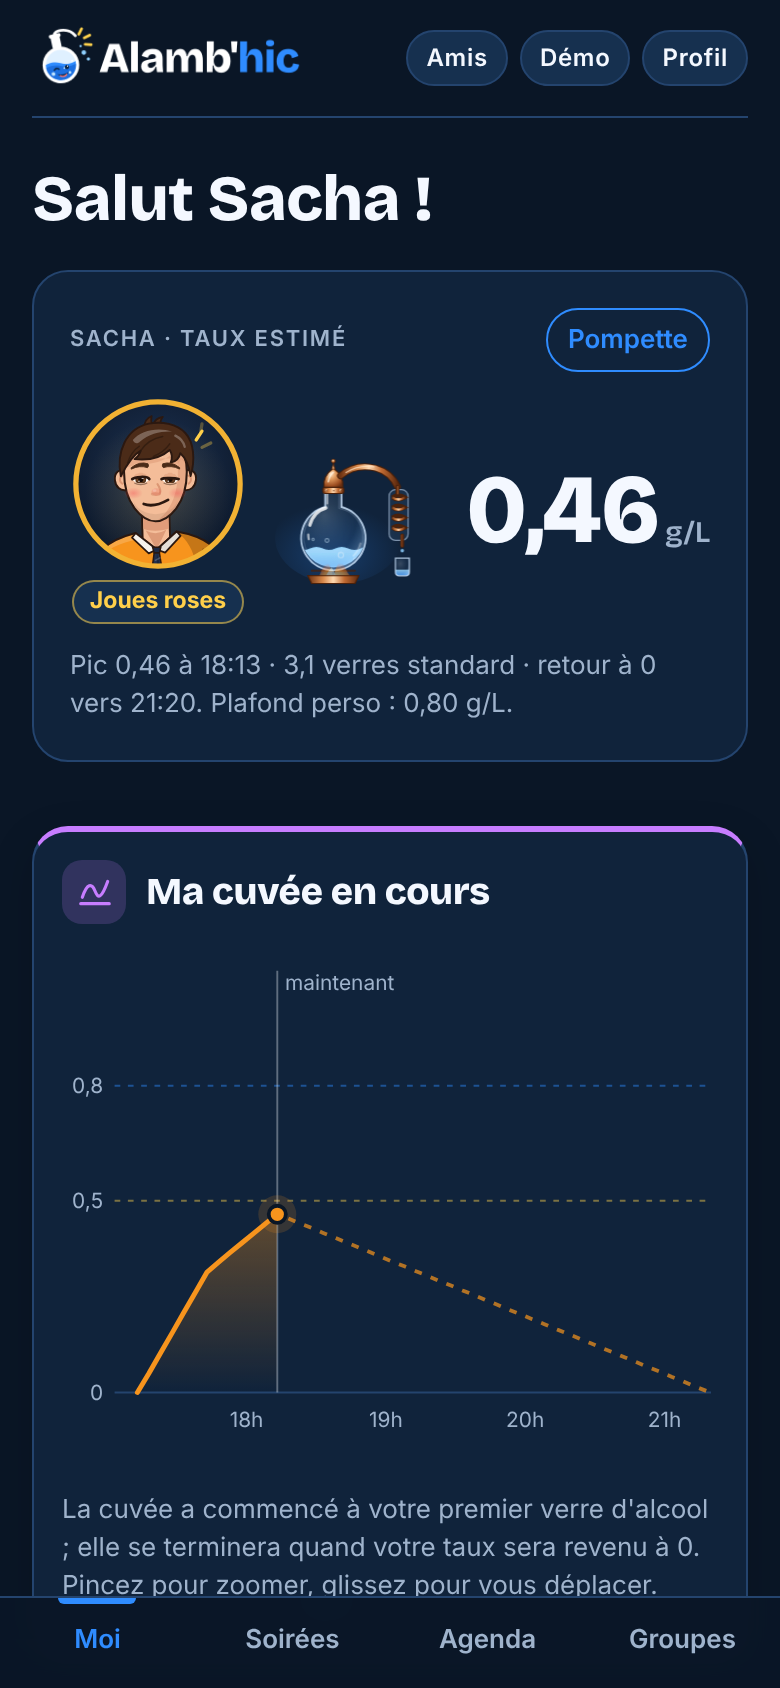 Alamb'hic
Amis
Démo
Profil
Salut Sacha !
SACHA · TAUX ESTIMÉ
Pompette
0,46 g/L
Joues roses
Pic 0,46 à 18:13 · 3,1 verres standard · retour à 0
vers 21:20. Plafond perso : 0,80 g/L.
Ma cuvée en cours
maintenant
0,8
0,5
0
18h 19h 20h 21h
La cuvée a commencé à votre premier verre d'alcool
; elle se terminera quand votre taux sera revenu à 0.
Pincez pour zoomer, glissez pour vous déplacer.
Moi
Soirées
Agenda
Groupes